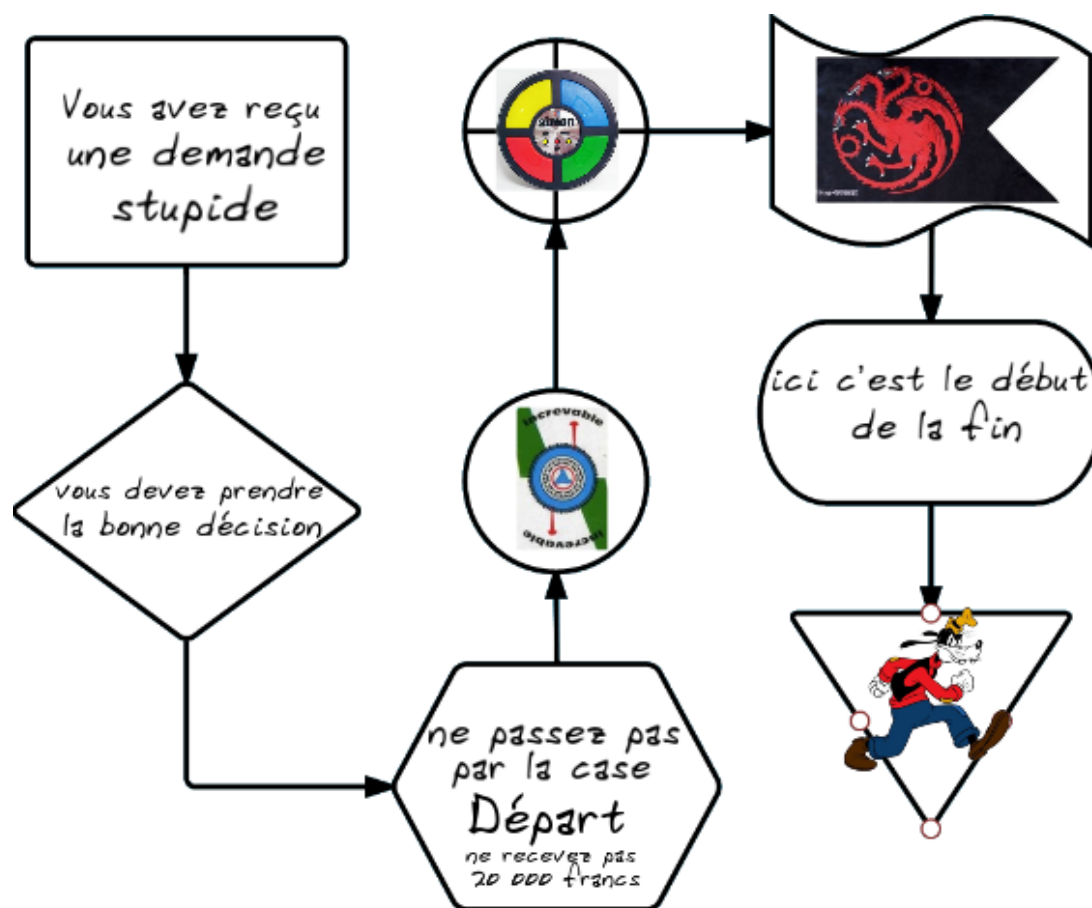 Vous avez reçu
une demande
stupide
vous devez prendre
la bonne décision
ne passez pas
par la case
Départ
ne recevez pas
20 000 francs
increvable
increvable
simon
ici c'est le début
de la fin